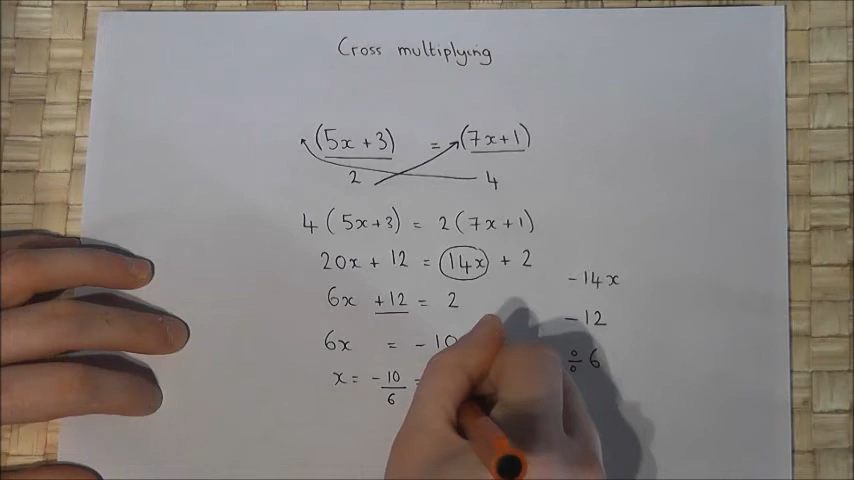 Cross multiplying
(5x + 3) = (7x + 1)
2 4
4 ( 5x+3) = 2 ( 7x + 1)
20x + 12 = 14x + 2
- 14x
6x + 12 = 2
- 12
6x = - 10
÷ 6
x = - 10 =
6